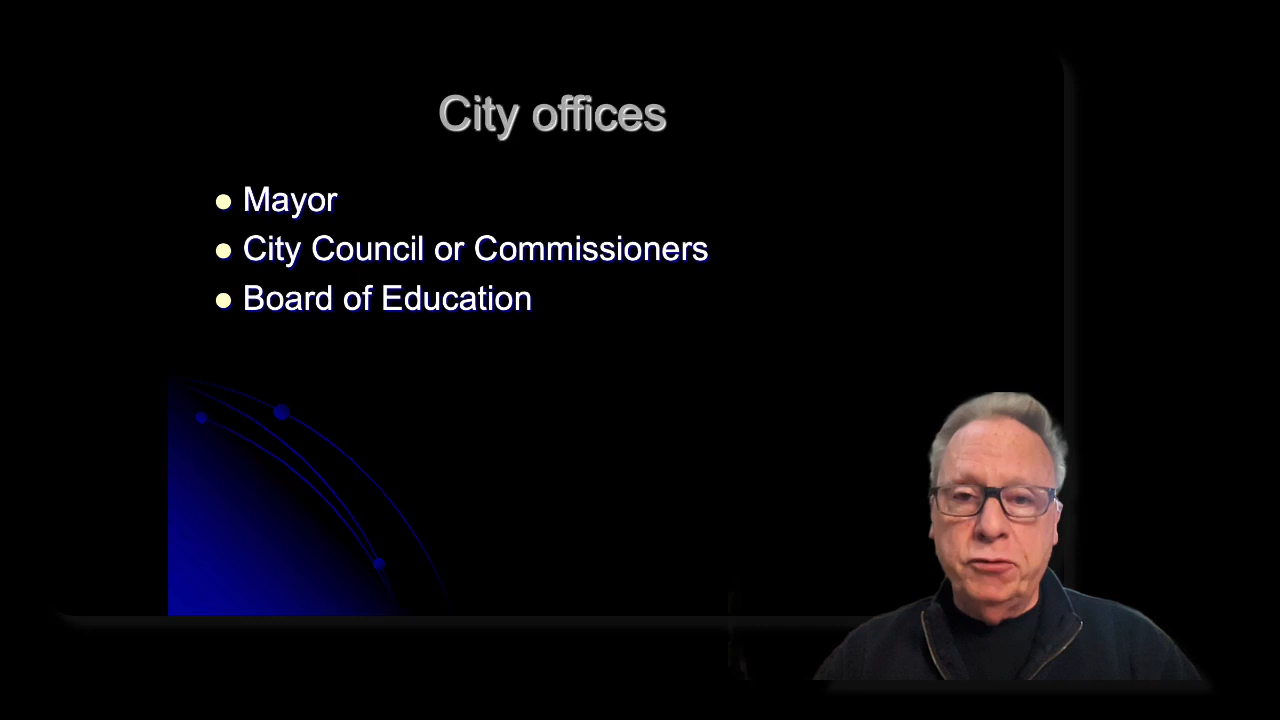 City offices
Mayor
City Council or Commissioners
Board of Education